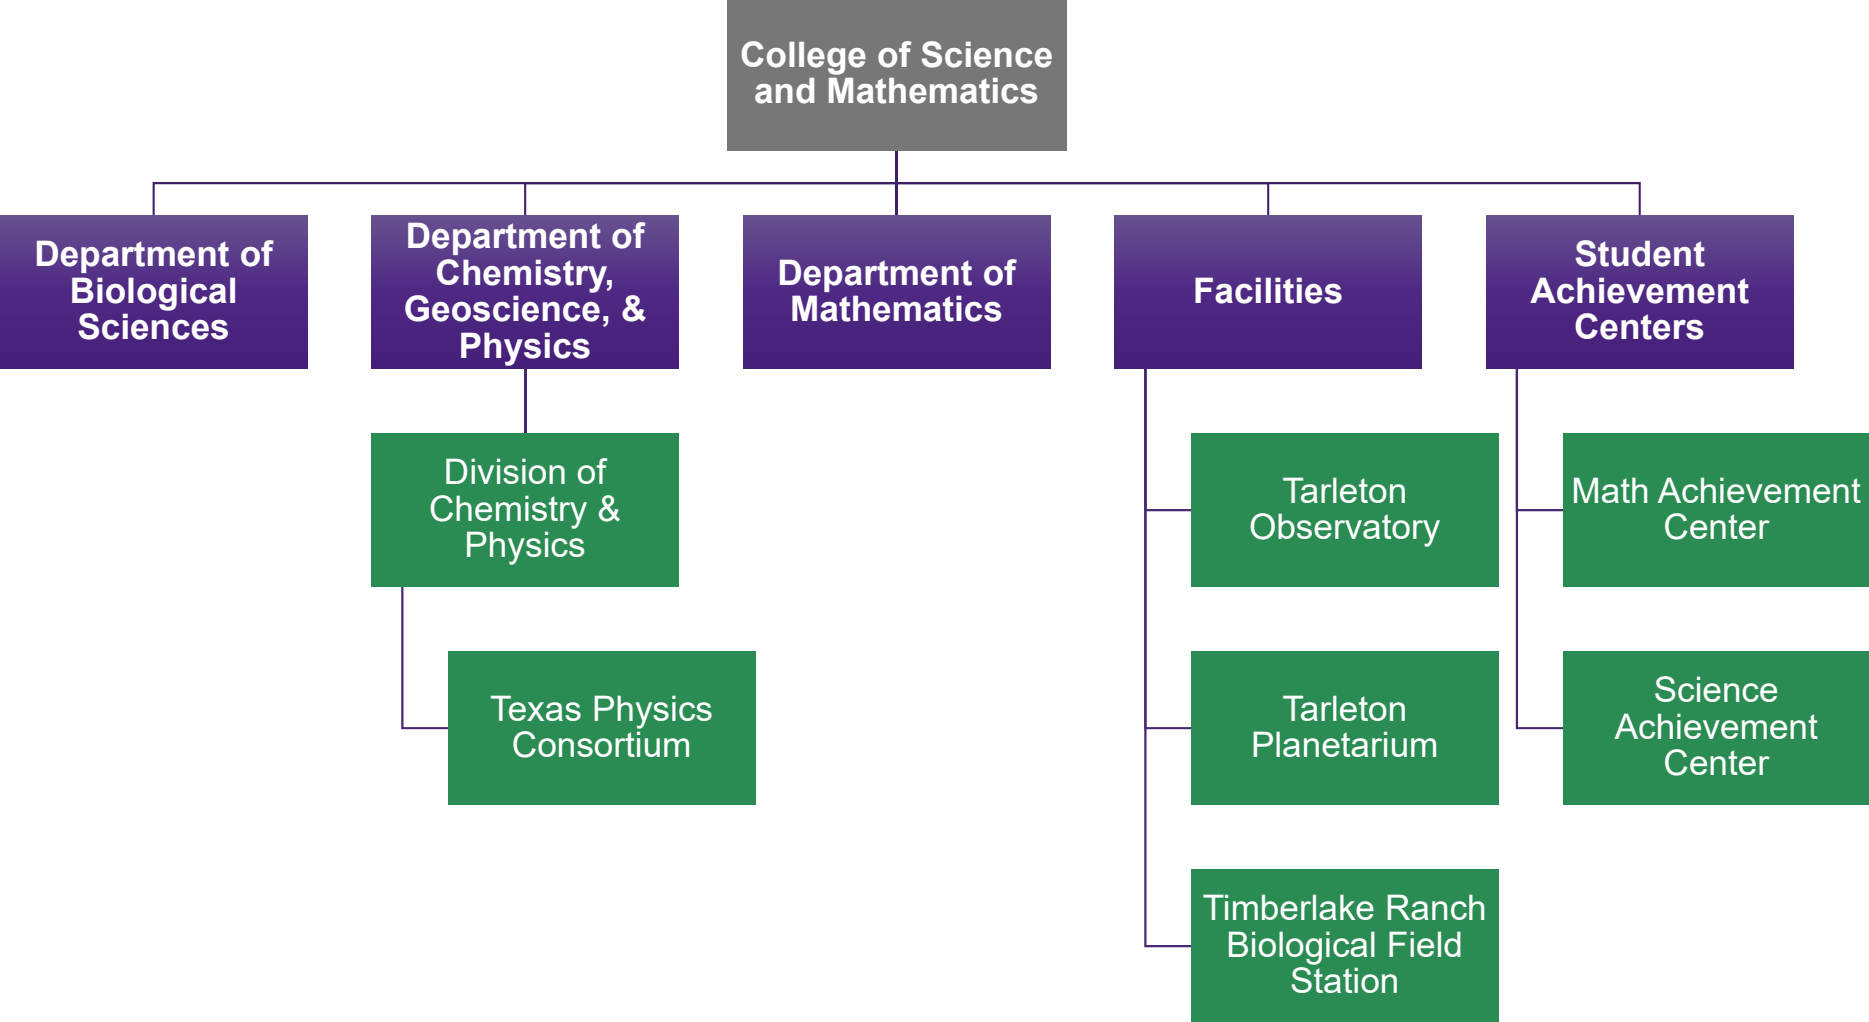 College of Science
and Mathematics
Department of
Biological
Sciences
Department of
Chemistry,
Geoscience, &
Physics
Department of
Mathematics
Facilities
Student
Achievement
Centers
Division of
Chemistry &
Physics
Texas Physics
Consortium
Tarleton
Observatory
Tarleton
Planetarium
Timberlake Ranch
Biological Field
Station
Math Achievement
Center
Science
Achievement
Center